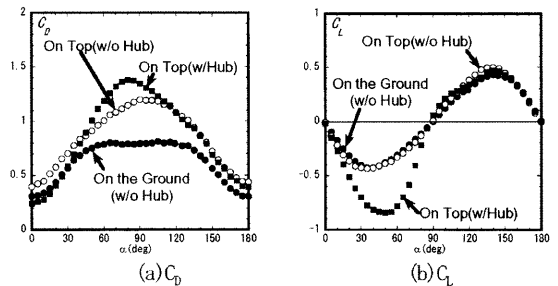 C_D
On Top(w/o Hub)
On Top(w/Hub)
On the Ground
(w/o Hub)
2
1.5
1
0.5
0
0 30 60 90 120 150 180
α(deg)
(a) C_D
C_L
On Top(w/o Hub)
On the Ground
(w/o Hub)
On Top(w/Hub)
1
0.5
0
-0.5
-1
0 30 60 90 120 150 180
α(deg)
(b) C_L